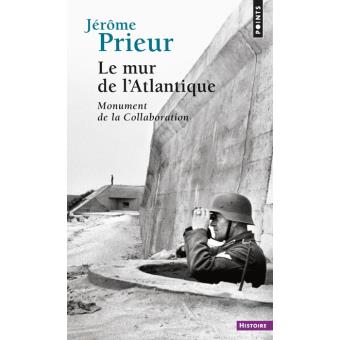 Jérôme
Prieur
Le mur
de l'Atlantique
Monument
de la Collaboration
POINTS
HISTOIRE